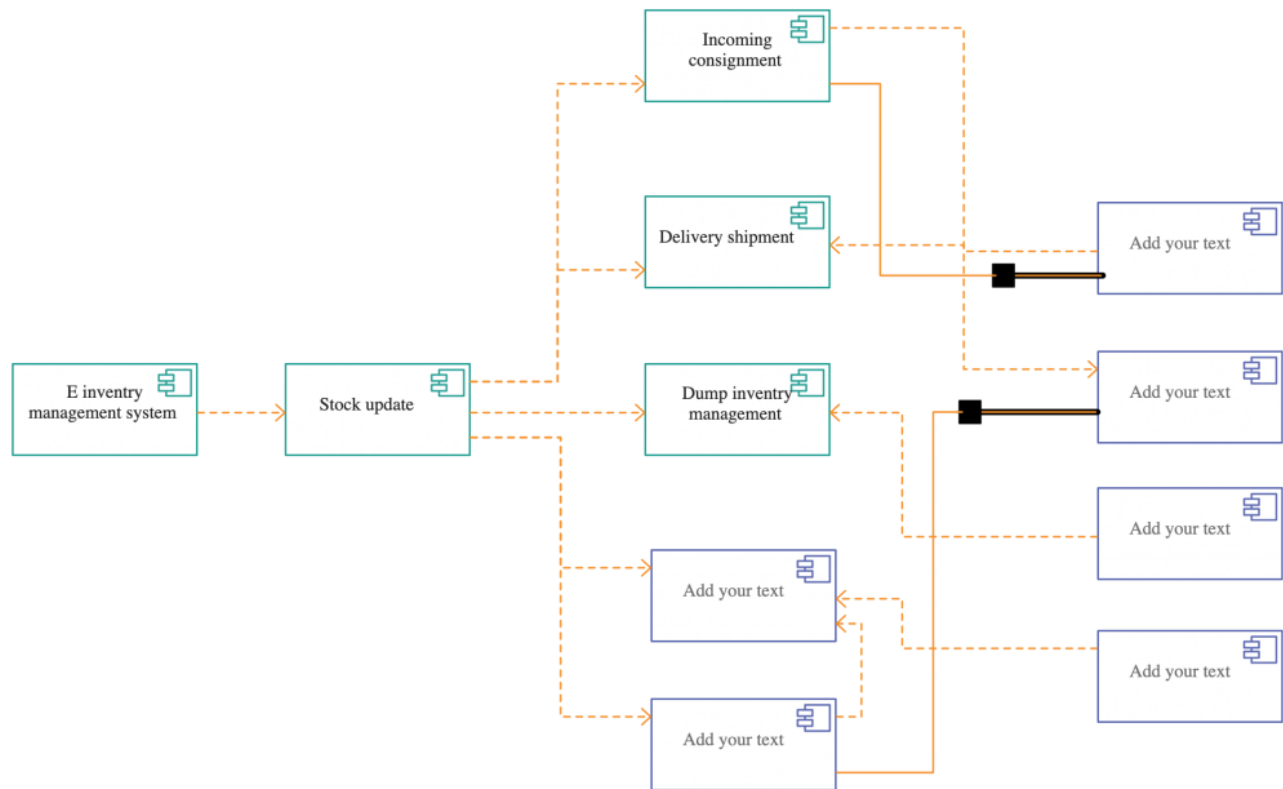 Incoming
consignment
Delivery shipment
Add your text
E inventry
management system
Stock update
Dump inventry
management
Add your text
Add your text
Add your text
Add your text
Add your text